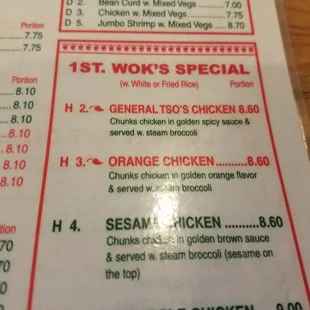 D 2. Bean Curd w. Mixed Vegs 7.00
D 3. Chicken w. Mixed Vegs 7.75
D 5. Jumbo Shrimp w. Mixed Vegs ..... 8.70
Portion
7.75
7.75
Portion
8.10
8.10
8.10
8.10
8.10
8.10
1ST. WOK'S SPECIAL
(w. White or Fried Rice) Portion
H 2. GENERAL TSO'S CHICKEN 8.60
Chunks chicken in golden spicy sauce &
served w. steam broccoli
H 3. ORANGE CHICKEN..........8.60
Chunks chicken in golden orange flavor
& served w. steam broccoli
H 4. SESAME CHICKEN ..........8.60
Chunks chicken in golden brown sauce
& served w. steam broccoli (sesame on
the top)
CHICKEN 9.00